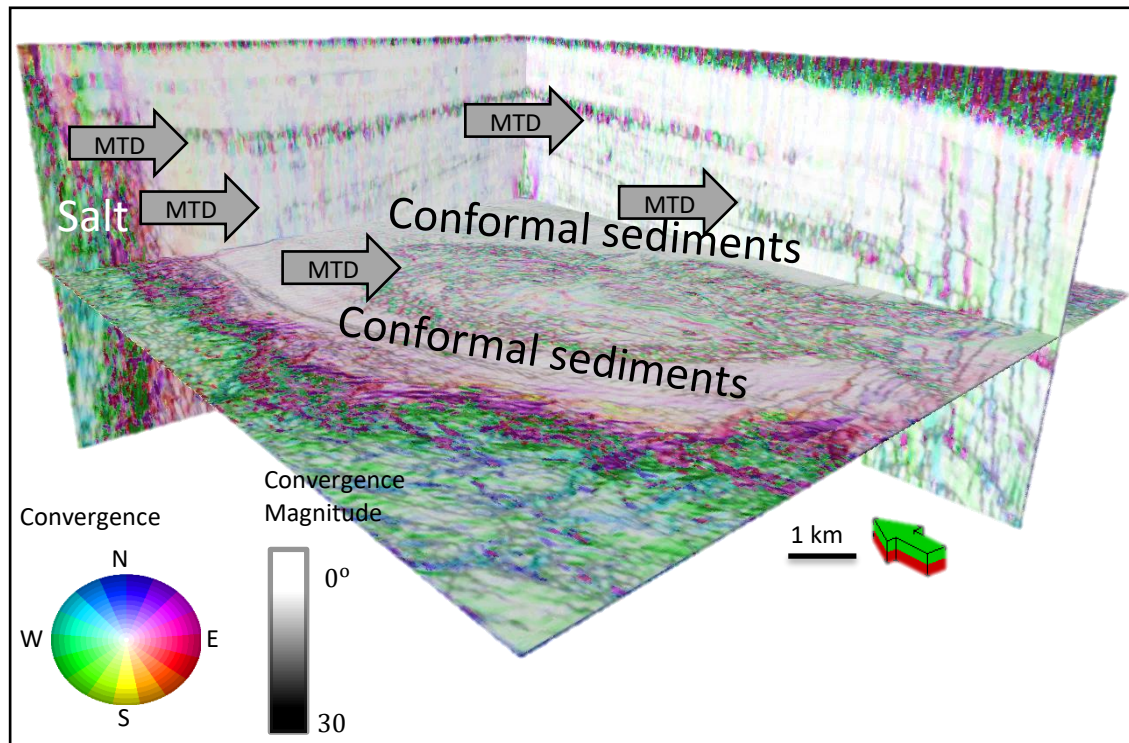 MTD
MTD
MTD
MTD
Salt
Conformal sediments
MTD
Conformal sediments
Convergence
Magnitude
0°
30
Convergence
N
W
E
S
1 km